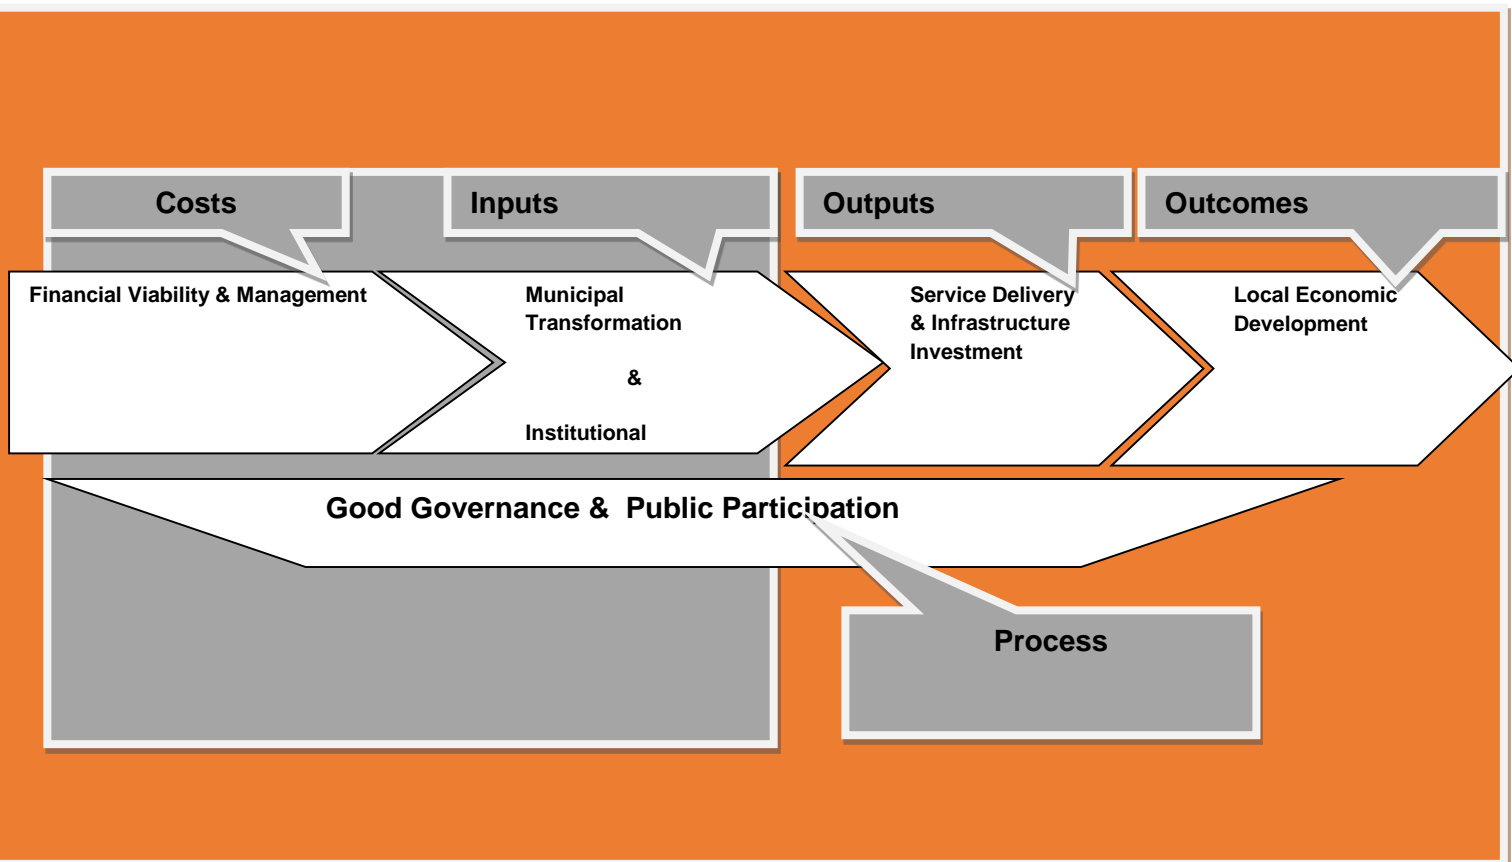 Costs
Inputs
Outputs
Outcomes
Financial Viability & Management
Municipal
Transformation
&
Institutional
Service Delivery
& Infrastructure
Investment
Local Economic
Development
Good Governance &  Public Participation
Process